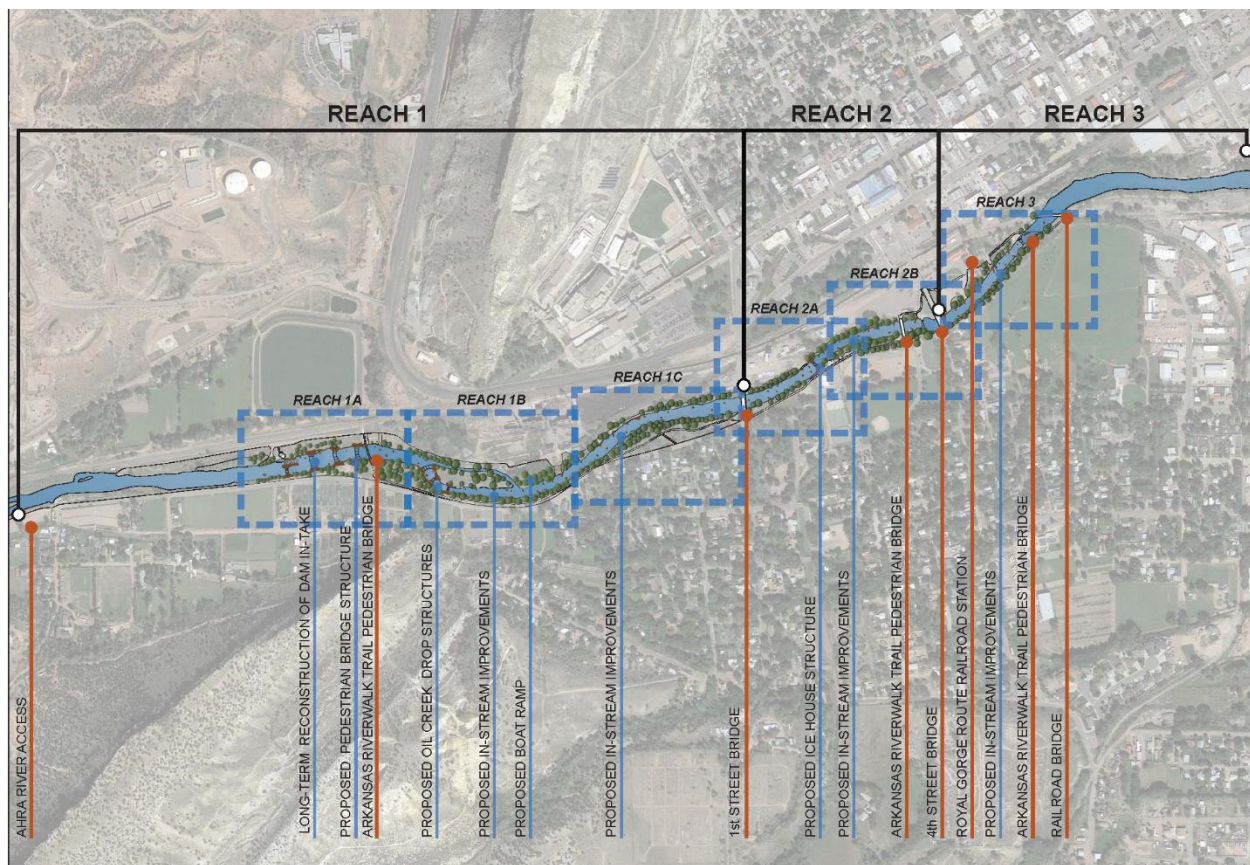 REACH 1
REACH 2
REACH 3
REACH 3
REACH 2B
REACH 2A
REACH 1C
REACH 1A
REACH 1B
AHRA RIVER ACCESS
LONG-TERM RECONSTRUCTION OF DAM IN-TAKE
PROPOSED PEDESTRIAN BRIDGE STRUCTURE
ARKANSAS RIVERWALK TRAIL PEDESTRIAN BRIDGE
PROPOSED OIL CREEK DROP STRUCTURES
PROPOSED IN-STREAM IMPROVEMENTS
PROPOSED BOAT RAMP
PROPOSED IN-STREAM IMPROVEMENTS
1st STREET BRIDGE
PROPOSED ICE HOUSE STRUCTURE
PROPOSED IN-STREAM IMPROVEMENTS
ARKANSAS RIVERWALK TRAIL PEDESTRIAN BRIDGE
4th STREET BRIDGE
ROYAL GORGE ROUTE RAILROAD STATION
PROPOSED IN-STREAM IMPROVEMENTS
ARKANSAS RIVERWALK TRAIL PEDESTRIAN BRIDGE
RAILROAD BRIDGE